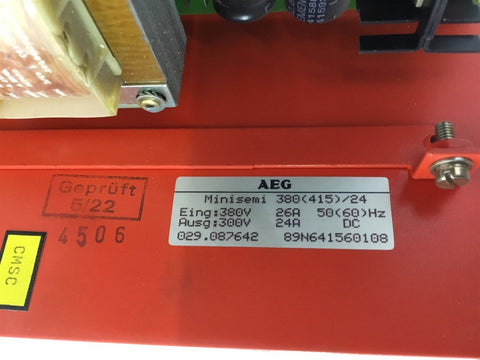 AEG
Minisemi 380(415)/24
Eing:380V 26A 50(60)Hz
Ausg:300V 24A DC
029.087642 89N641560108
Geprüft
5/22
4506
CMSC